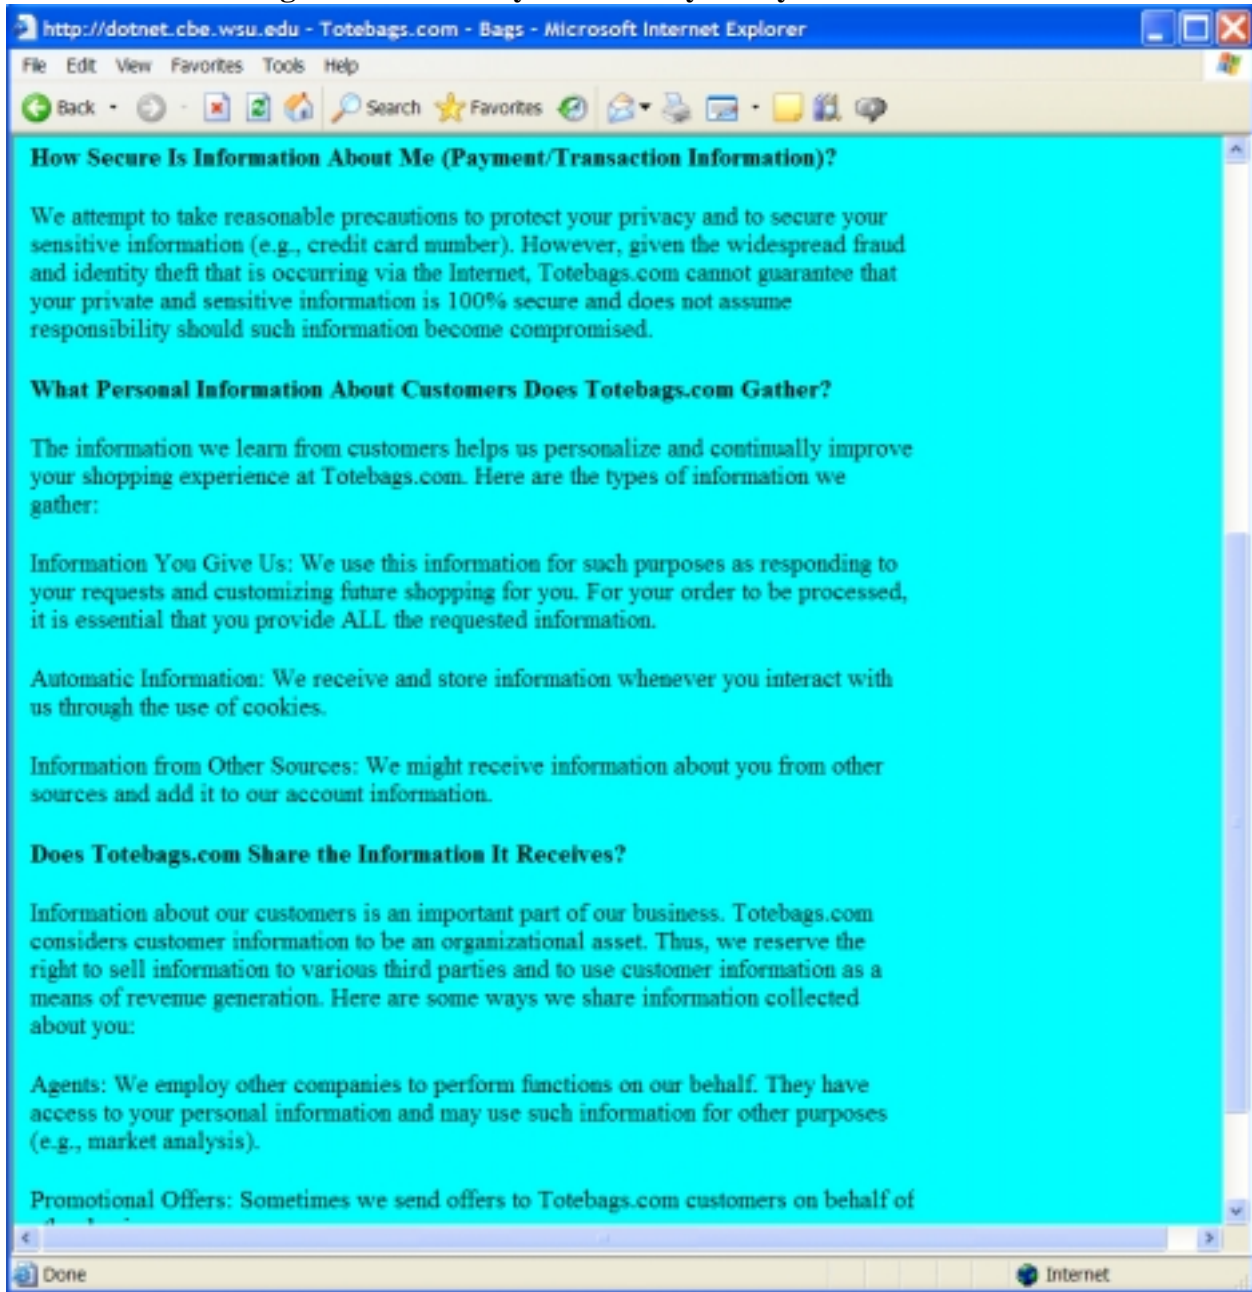 http://dotnet.cbe.wsu.edu - Totebags.com - Bags - Microsoft Internet Explorer
File Edit View Favorites Tools Help
Back Search Favorites
How Secure Is Information About Me (Payment/Transaction Information)?
We attempt to take reasonable precautions to protect your privacy and to secure your
sensitive information (e.g., credit card number). However, given the widespread fraud
and identity theft that is occurring via the Internet, Totebags.com cannot guarantee that
your private and sensitive information is 100% secure and does not assume
responsibility should such information become compromised.
What Personal Information About Customers Does Totebags.com Gather?
The information we learn from customers helps us personalize and continually improve
your shopping experience at Totebags.com. Here are the types of information we
gather:
Information You Give Us: We use this information for such purposes as responding to
your requests and customizing future shopping for you. For your order to be processed,
it is essential that you provide ALL the requested information.
Automatic Information: We receive and store information whenever you interact with
us through the use of cookies.
Information from Other Sources: We might receive information about you from other
sources and add it to our account information.
Does Totebags.com Share the Information It Receives?
Information about our customers is an important part of our business. Totebags.com
considers customer information to be an organizational asset. Thus, we reserve the
right to sell information to various third parties and to use customer information as a
means of revenue generation. Here are some ways we share information collected
about you:
Agents: We employ other companies to perform functions on our behalf. They have
access to your personal information and may use such information for other purposes
(e.g., market analysis).
Promotional Offers: Sometimes we send offers to Totebags.com customers on behalf of
Done Internet